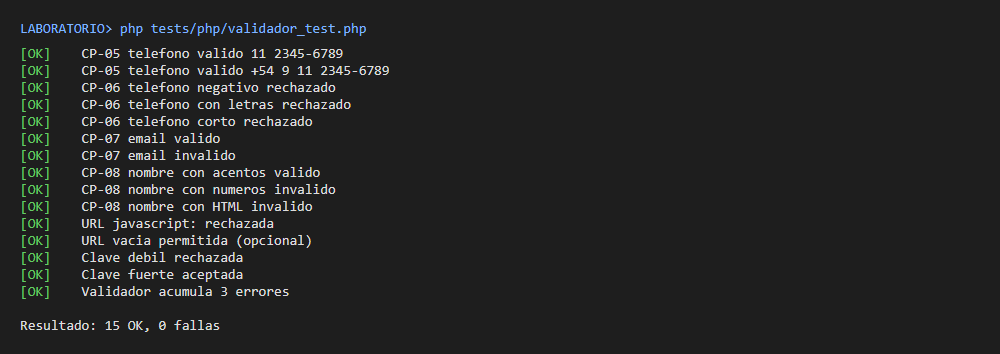 LABORATORIO> php tests/php/validador_test.php
[OK] CP-05 telefono valido 11 2345-6789
[OK] CP-05 telefono valido +54 9 11 2345-6789
[OK] CP-06 telefono negativo rechazado
[OK] CP-06 telefono con letras rechazado
[OK] CP-06 telefono corto rechazado
[OK] CP-07 email valido
[OK] CP-07 email invalido
[OK] CP-08 nombre con acentos valido
[OK] CP-08 nombre con numeros invalido
[OK] CP-08 nombre con HTML invalido
[OK] URL javascript: rechazada
[OK] URL vacia permitida (opcional)
[OK] Clave debil rechazada
[OK] Clave fuerte aceptada
[OK] Validador acumula 3 errores
Resultado: 15 OK, 0 fallas